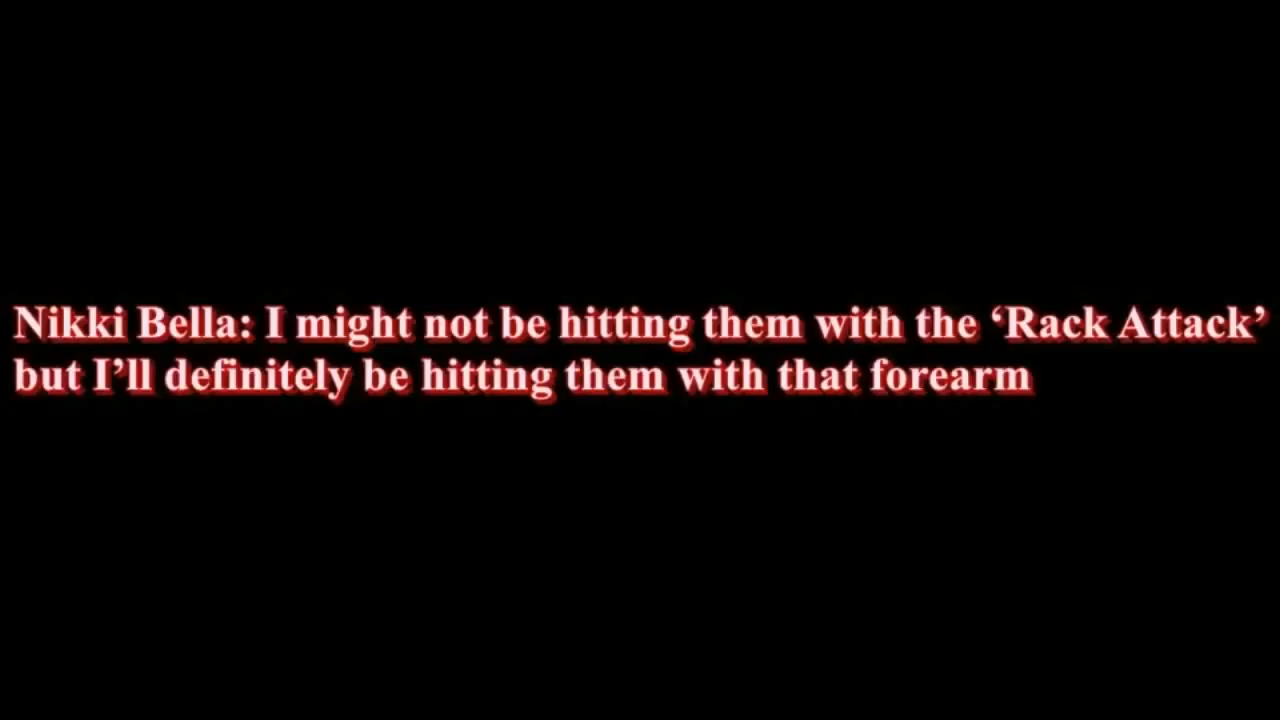 Nikki Bella: I might not be hitting them with the ‘Rack Attack’
but I’ll definitely be hitting them with that forearm